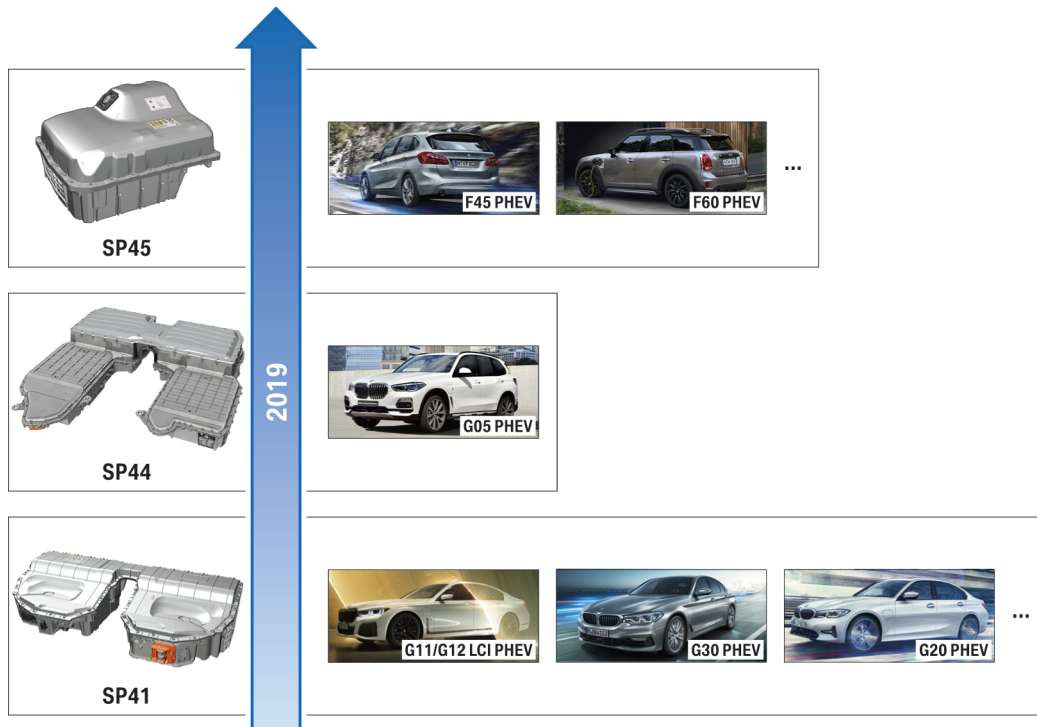 F45 PHEV
F60 PHEV
...
SP45
2019
G05 PHEV
SP44
G11/G12 LCI PHEV
G30 PHEV
G20 PHEV
...
SP41